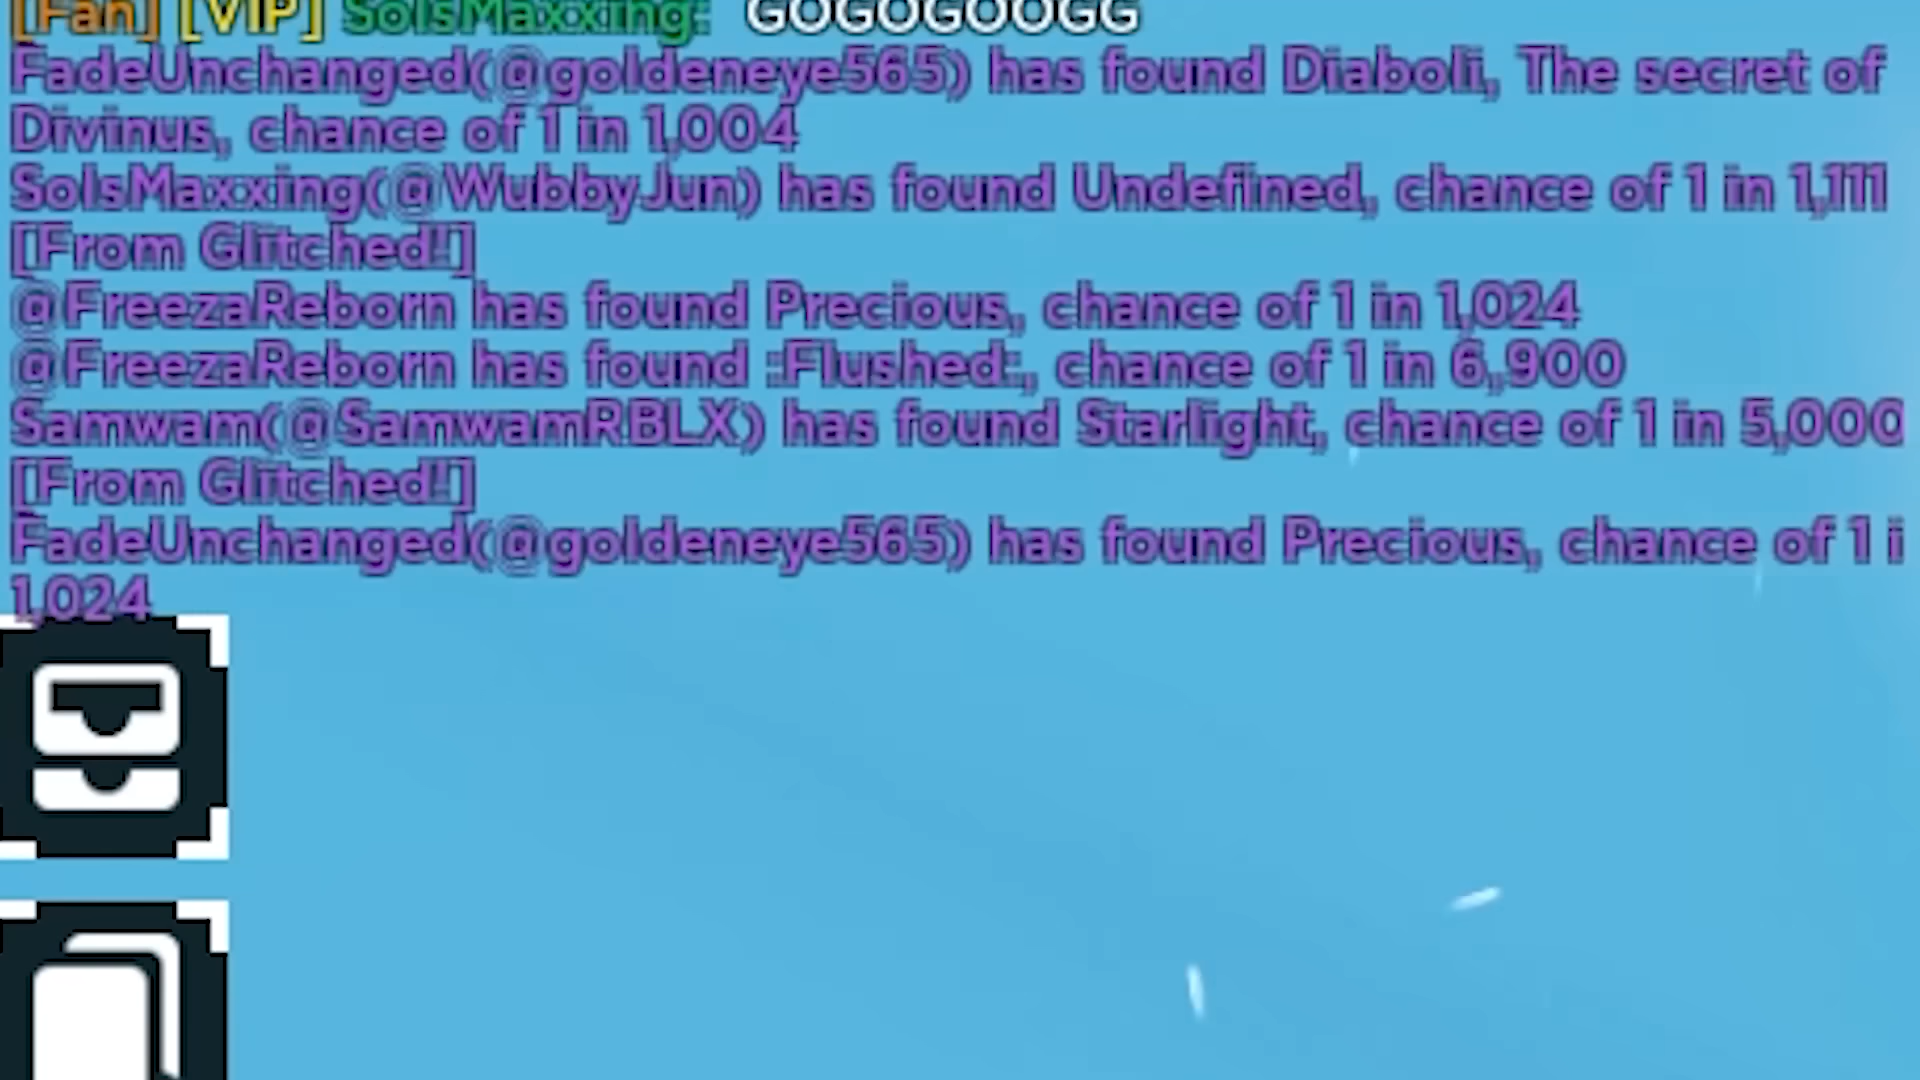 [Fan] [VIP] SolsMaxxing: GOGOGOOGG
FadeUnchanged(@goldeneye565) has found Diaboli, The secret of
Divinus, chance of 1 in 1,004
SolsMaxxing(@WubbyJun) has found Undefined, chance of 1 in 1,111
[From Glitched!]
@FreezaReborn has found Precious, chance of 1 in 1,024
@FreezaReborn has found :Flushed:, chance of 1 in 6,900
Samwam(@SamwamRBLX) has found Starlight, chance of 1 in 5,000
[From Glitched!]
FadeUnchanged(@goldeneye565) has found Precious, chance of 1 i
1,024